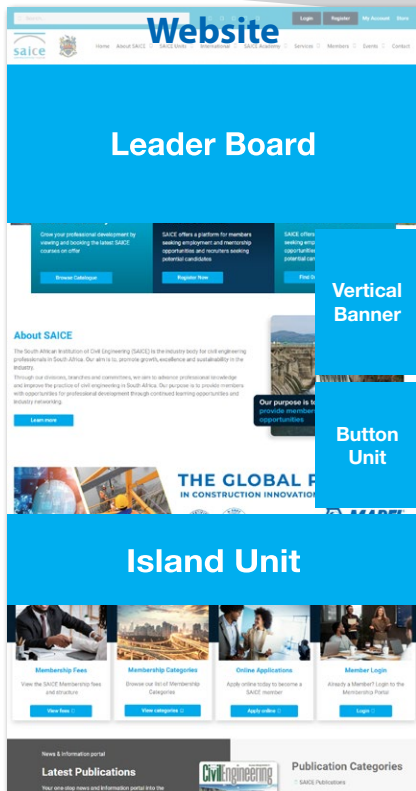 Search
Login
Register
My Account
Store
Website
saice
Home
About SAICE
SAICE Units
International
SAICE Academy
Services
Members
Events
Contact
Leader Board
Grow your professional development by
viewing and booking the latest SAICE
courses on offer
Browse Catalogue
SAICE offers a platform for members
seeking employment and mentorship
opportunities and recruiters seeking
potential candidates
Register Now
SAICE offers
seeking emp
opportunities
potential can
Vertical
Banner
About SAICE
The South African Institution of Civil Engineering (SAICE) is the industry body for civil engineering
professionals in South Africa. Our aim is to, promote growth, excellence and sustainability in the
industry.
Through our divisions, branches and committees, we aim to advance professional knowledge
and improve the practice of civil engineering in South Africa. Our purpose is to provide members
with opportunities for professional development through continued learning opportunities and
industry networking.
Learn more
Our purpose is to
provide members
opportunities
Button
Unit
THE GLOBAL
IN CONSTRUCTION INNOVATION
MAPEI
Island Unit
Membership Fees
View the SAICE Membership fees
and structure
View fees
Membership Categories
Browse our list of Membership
Categories
View categories
Online Applications
Apply online today to become a
SAICE member
Apply online
Member Login
Already a Member? Login to the
Membership Portal
Login
News & Information portal
Latest Publications
Your one stop news and information portal into the
Civil Engineering
Publication Categories
SAICE Publications